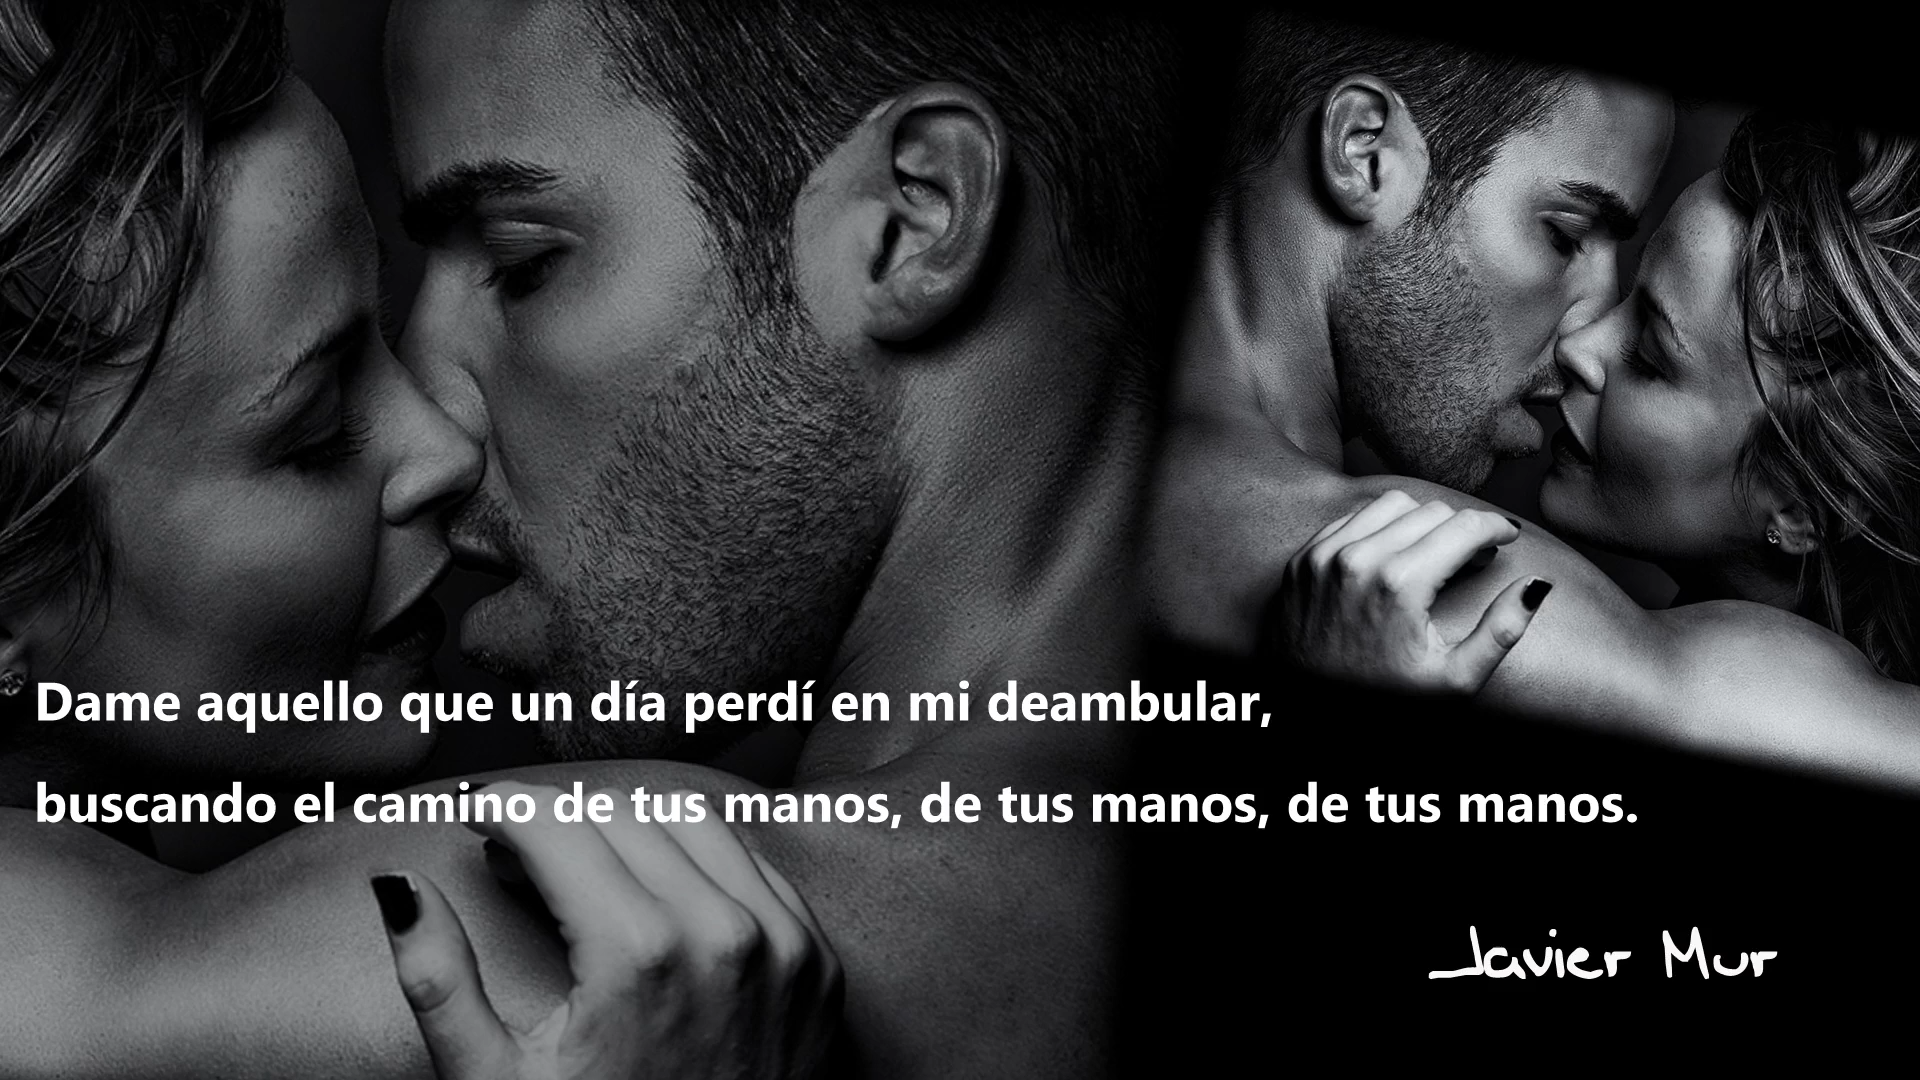 Dame aquello que un día perdí en mi deambular,
buscando el camino de tus manos, de tus manos, de tus manos.
Javier Mur